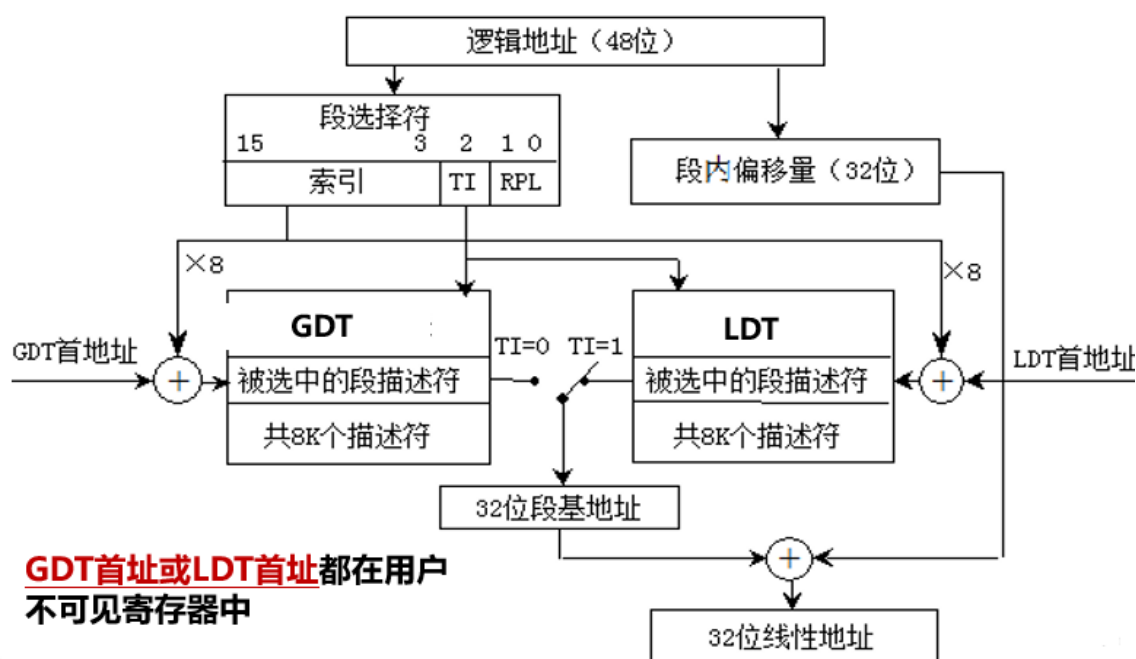 逻辑地址（48位）
段选择符
15 3 2 1 0
索引 TI RPL
段内偏移量（32位）
×8
×8
GDT
LDT
GDT首地址
TI=0 TI=1
LDT首地址
+
被选中的段描述符
被选中的段描述符
+
共8K个描述符
共8K个描述符
32位段基地址
+
GDT首址或LDT首址都在用户
不可见寄存器中
32位线性地址